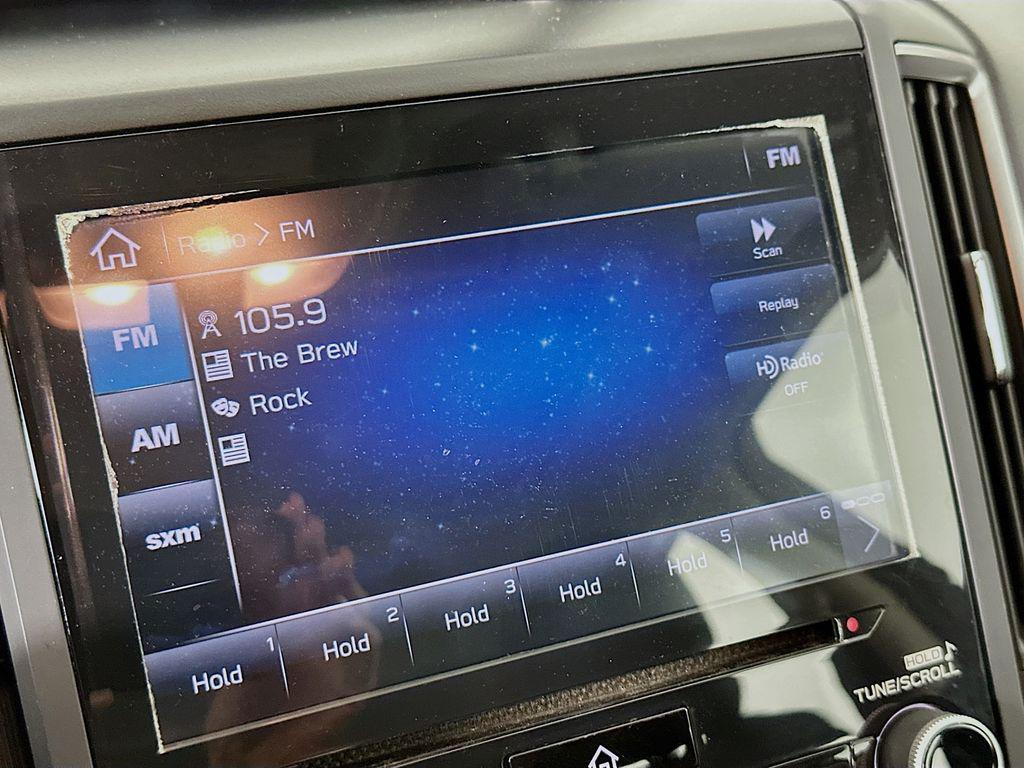 Radio > FM
FM
FM
105.9
The Brew
Rock
AM
sxm
Scan
Replay
HD Radio
OFF
1
Hold
2
Hold
3
Hold
4
Hold
5
Hold
6
Hold
HOLD
TUNE/SCROLL